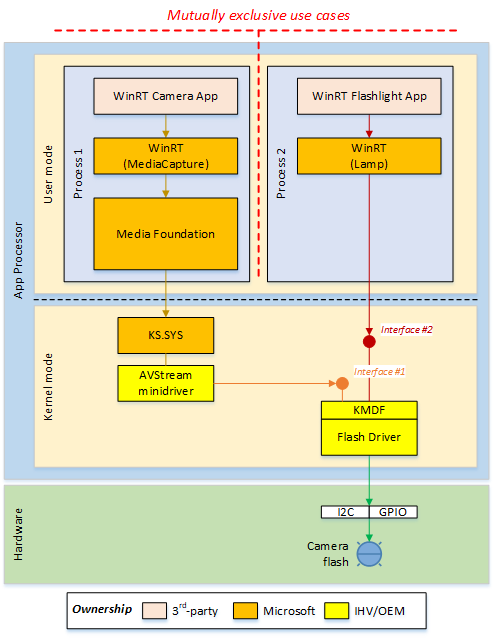 Mutually exclusive use cases
App Processor
User mode
Process 1
WinRT Camera App
WinRT
(MediaCapture)
Media Foundation
Process 2
WinRT Flashlight App
WinRT
(Lamp)
Kernel mode
KS.SYS
AVStream
minidriver
Interface #2
Interface #1
KMDF
Flash Driver
Hardware
I2C
GPIO
Camera
flash
Ownership
3rd-party
Microsoft
IHV/OEM